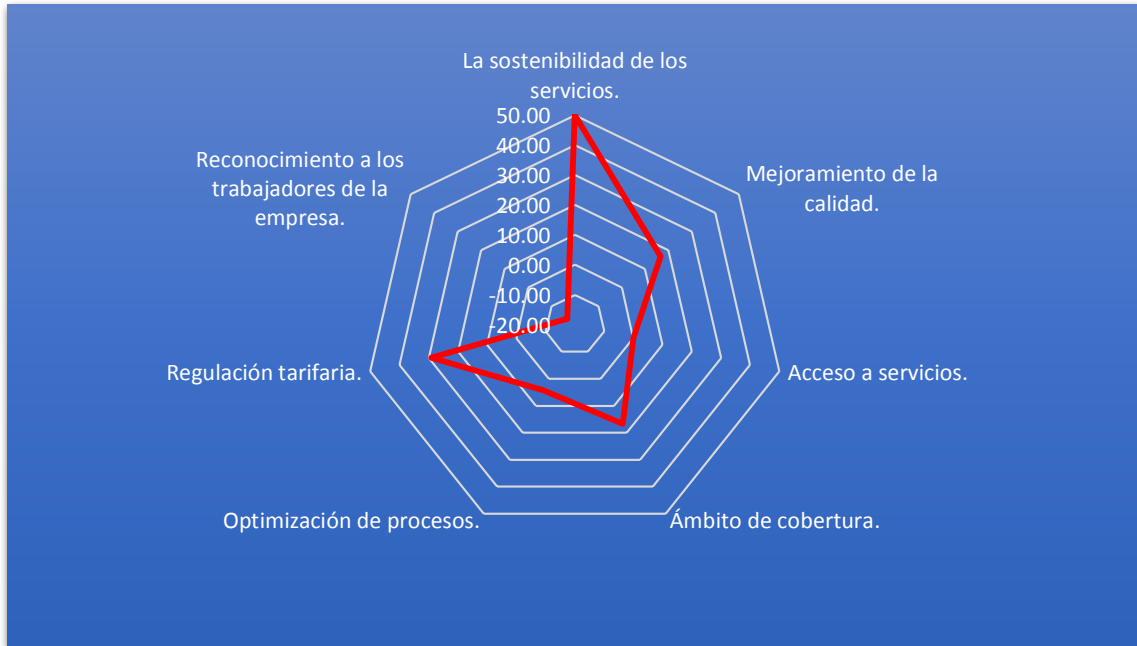 La sostenibilidad de los
servicios.
50.00
40.00
30.00
20.00
10.00
0.00
-10.00
-20.00
Mejoramiento de la
calidad.
Acceso a servicios.
Ámbito de cobertura.
Optimización de procesos.
Regulación tarifaria.
Reconocimiento a los
trabajadores de la
empresa.